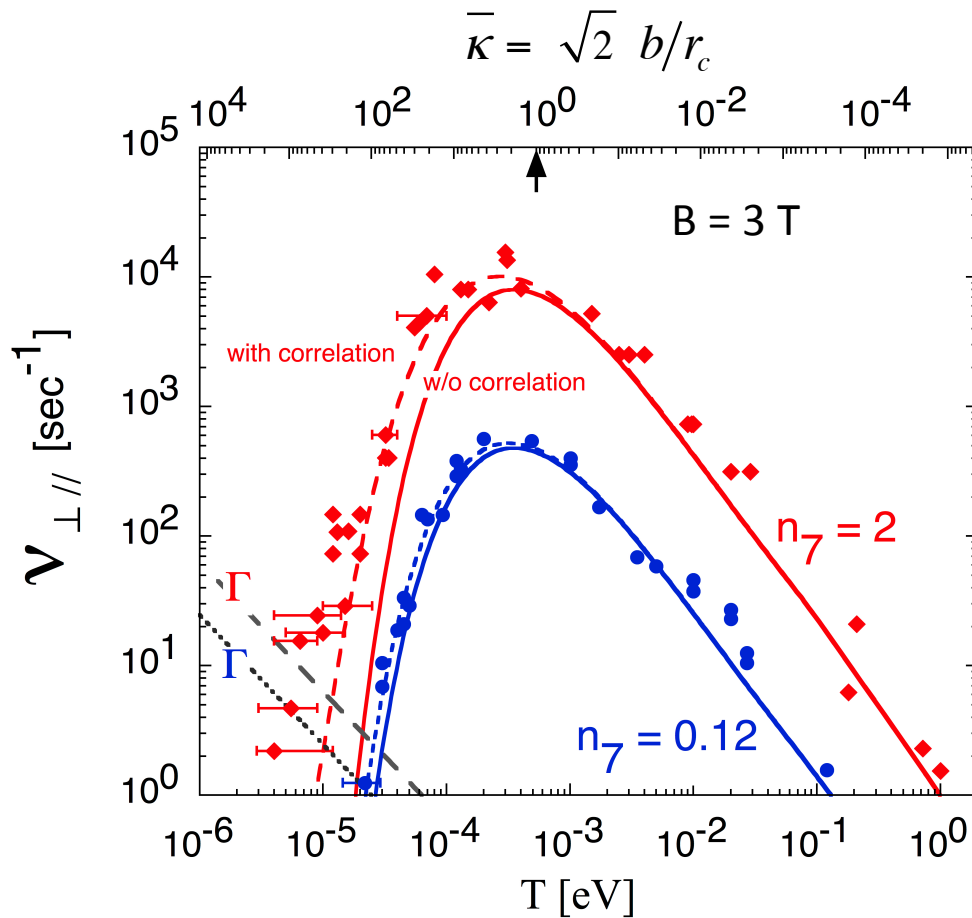 κ̅ = √2 b/r_c
10^4 10^2 10^0 10^-2 10^-4
10^5
B = 3 T
10^4
with correlation
w/o correlation
10^3
ν ⊥ // [sec^-1]
10^2
n_7 = 2
Γ
10^1
Γ
n_7 = 0.12
10^0
10^-6 10^-5 10^-4 10^-3 10^-2 10^-1 10^0
T [eV]